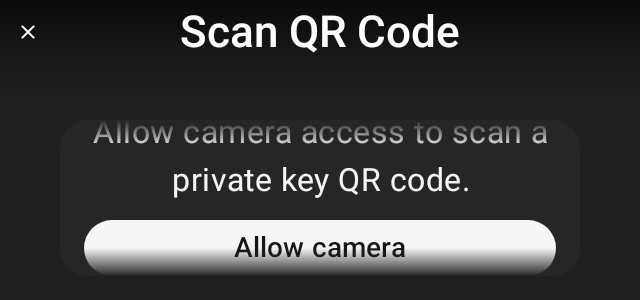 Scan QR Code
Allow camera access to scan a
private key QR code.
Allow camera